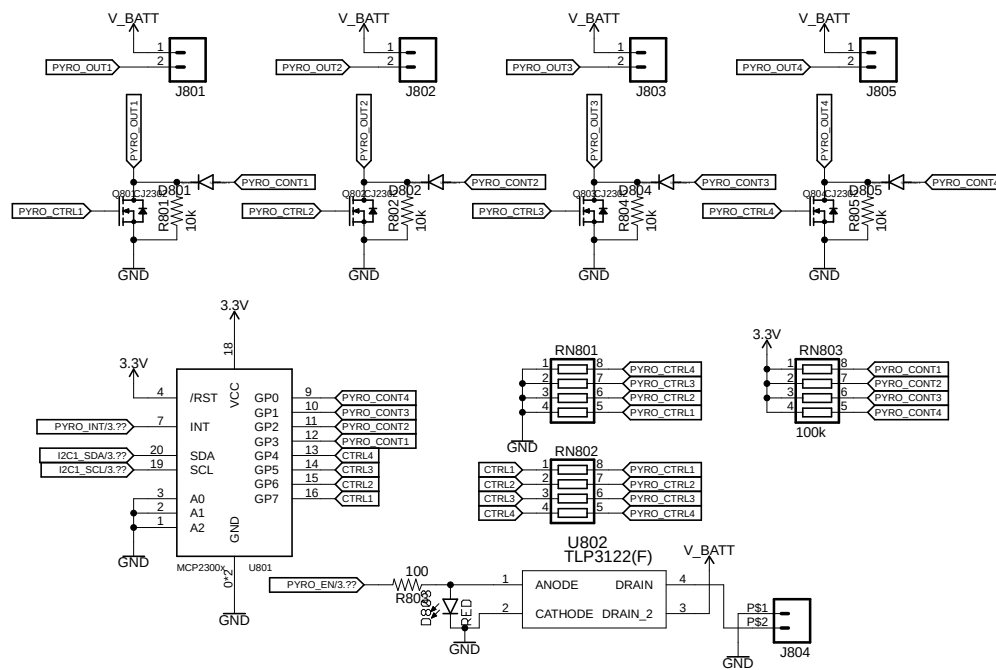 V_BATT
V_BATT
V_BATT
V_BATT
1
2
PYRO_OUT1
J801
1
2
PYRO_OUT2
J802
1
2
PYRO_OUT3
J803
1
2
PYRO_OUT4
J805
PYRO_OUT1
Q801CJ2302
D801
PYRO_CONT1
PYRO_CTRL1
R801
10k
GND
PYRO_OUT2
Q802CJ2302
D802
PYRO_CONT2
PYRO_CTRL2
R802
10k
GND
PYRO_OUT3
Q803CJ2302
D804
PYRO_CONT3
PYRO_CTRL3
R804
10k
GND
PYRO_OUT4
Q804CJ2302
D805
PYRO_CONT4
PYRO_CTRL4
R805
10k
GND
3.3V
3.3V
18
VCC
4 /RST
PYRO_INT/3.?? 7 INT
I2C1_SDA/3.?? 20 SDA
I2C1_SCL/3.?? 19 SCL
3 A0
2 A1
1 A2
GP0 9 PYRO_CONT4
GP1 10 PYRO_CONT3
GP2 11 PYRO_CONT2
GP3 12 PYRO_CONT1
GP4 13 CTRL4
GP5 14 CTRL3
GP6 15 CTRL2
GP7 16 CTRL1
GND
GND
MCP2300x
U801
0*2
GND
RN801
1 8 PYRO_CTRL4
2 7 PYRO_CTRL3
3 6 PYRO_CTRL2
4 5 PYRO_CTRL1
GND
3.3V
RN803
1 8 PYRO_CONT1
2 7 PYRO_CONT2
3 6 PYRO_CONT3
4 5 PYRO_CONT4
100k
RN802
CTRL1 1 8 PYRO_CTRL1
CTRL2 2 7 PYRO_CTRL2
CTRL3 3 6 PYRO_CTRL3
CTRL4 4 5 PYRO_CTRL4
U802
TLP3122(F)
V_BATT
PYRO_EN/3.??
100
R803
D803
RED
GND
1 ANODE
2 CATHODE
DRAIN 4
DRAIN_2 3
P$1
P$2
J804
GND